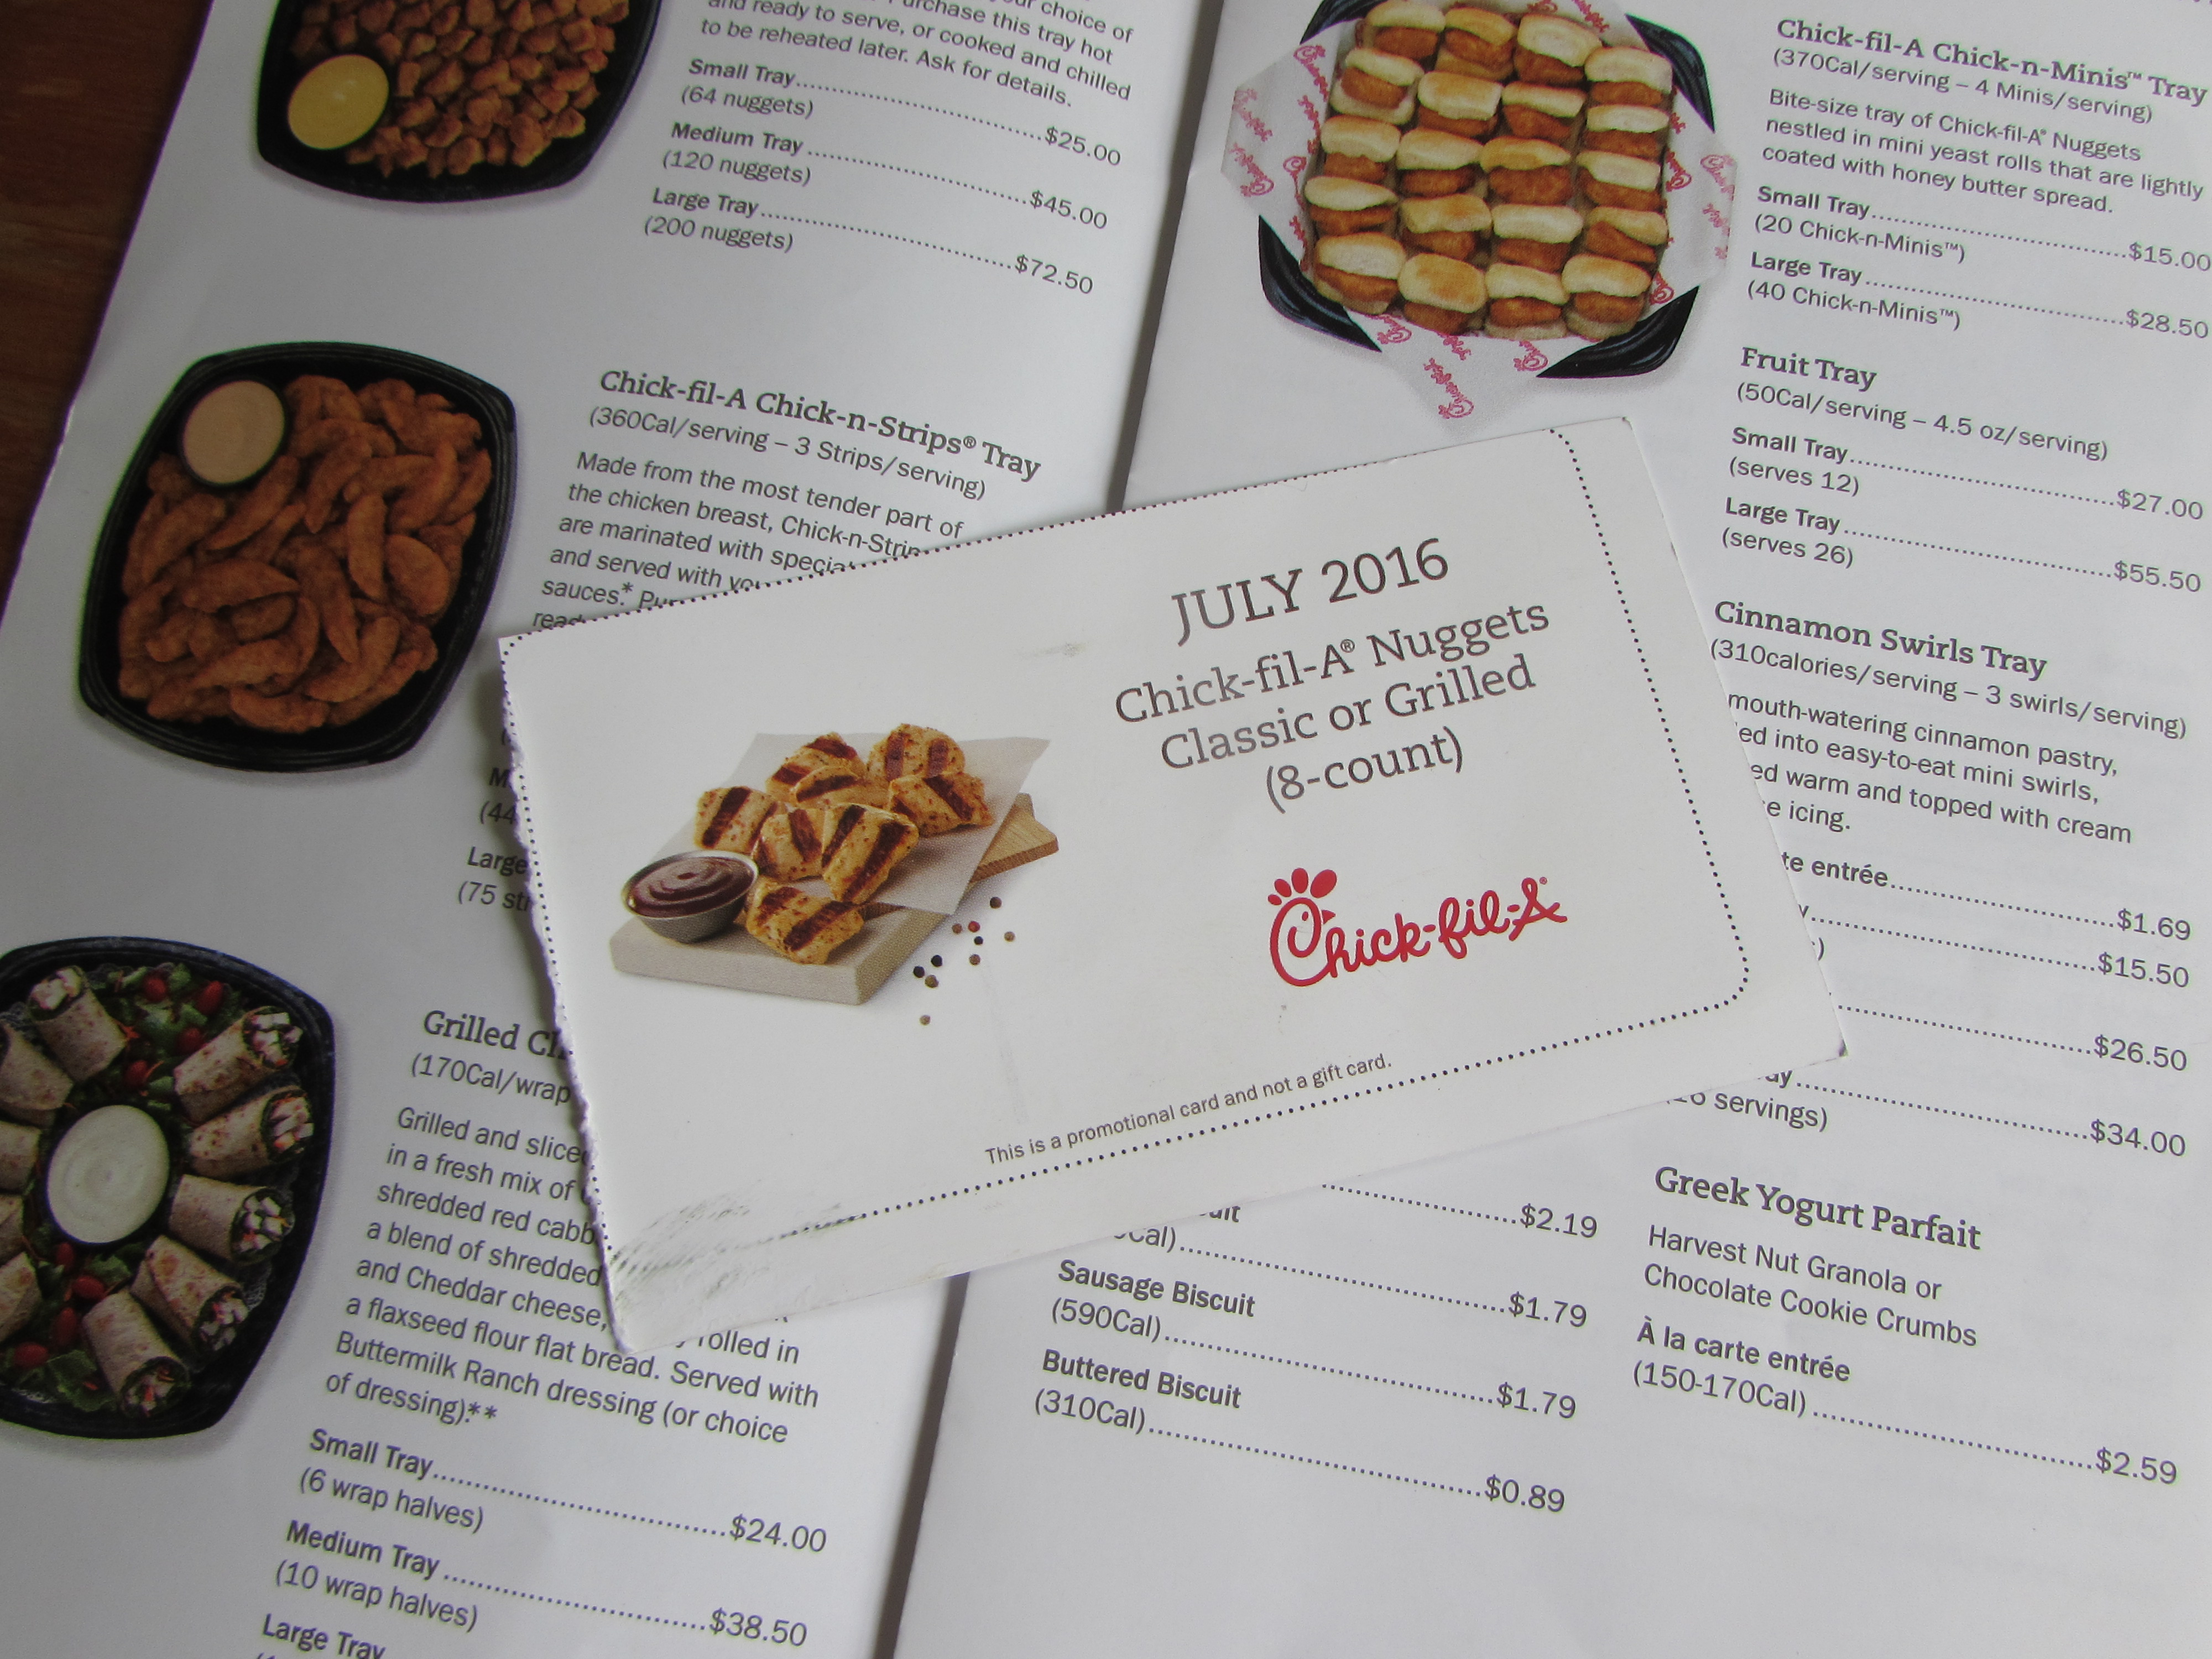 our choice of
and ready to serve, or cooked and chilled
to be reheated later. Ask for details.
Small Tray..............................$25.00
(64 nuggets)
Medium Tray ..........................$45.00
(120 nuggets)
Large Tray..............................$72.50
(200 nuggets)
Chick-fil-A Chick-n-Strips® Tray
(360Cal/serving – 3 Strips/serving)
Made from the most tender part of
the chicken breast, Chick-n-Strip
are marinated with special
and served with
sauces.*
(44
Large
(75
Grilled
(170Cal/wrap
Grilled and sliced
in a fresh mix of
shredded red cabb
a blend of shredded
and Cheddar cheese, rolled in
a flaxseed flour flat bread. Served with
Buttermilk Ranch dressing (or choice
of dressing).**
Small Tray..............................$24.00
(6 wrap halves)
Medium Tray ..........................$38.50
(10 wrap halves)
Large Tray
JULY 2016
Chick-fil-A® Nuggets
Classic or Grilled
(8-count)
Chick-fil-A®
This is a promotional card and not a gift card.
Chick-fil-A Chick-n-Minis™ Tray
(370Cal/serving – 4 Minis/serving)
Bite-size tray of Chick-fil-A® Nuggets
nestled in mini yeast rolls that are lightly
coated with honey butter spread.
Small Tray..............................$15.00
(20 Chick-n-Minis™)
Large Tray..............................$28.50
(40 Chick-n-Minis™)
Fruit Tray
(50Cal/serving – 4.5 oz/serving)
Small Tray..............................$27.00
(serves 12)
Large Tray..............................$55.50
(serves 26)
Cinnamon Swirls Tray
(310calories/serving – 3 swirls/serving)
mouth-watering cinnamon pastry,
ed into easy-to-eat mini swirls,
ed warm and topped with cream
e icing.
te entrée..............................$1.69
..............................$15.50
..............................$26.50
ay..............................$34.00
servings)
..............................$2.19
uit
Cal)..............................$1.79
Sausage Biscuit
(590Cal)..............................$1.79
Buttered Biscuit
(310Cal)..............................$0.89
Greek Yogurt Parfait
Harvest Nut Granola or
Chocolate Cookie Crumbs
À la carte entrée
(150-170Cal) ..............................$2.59